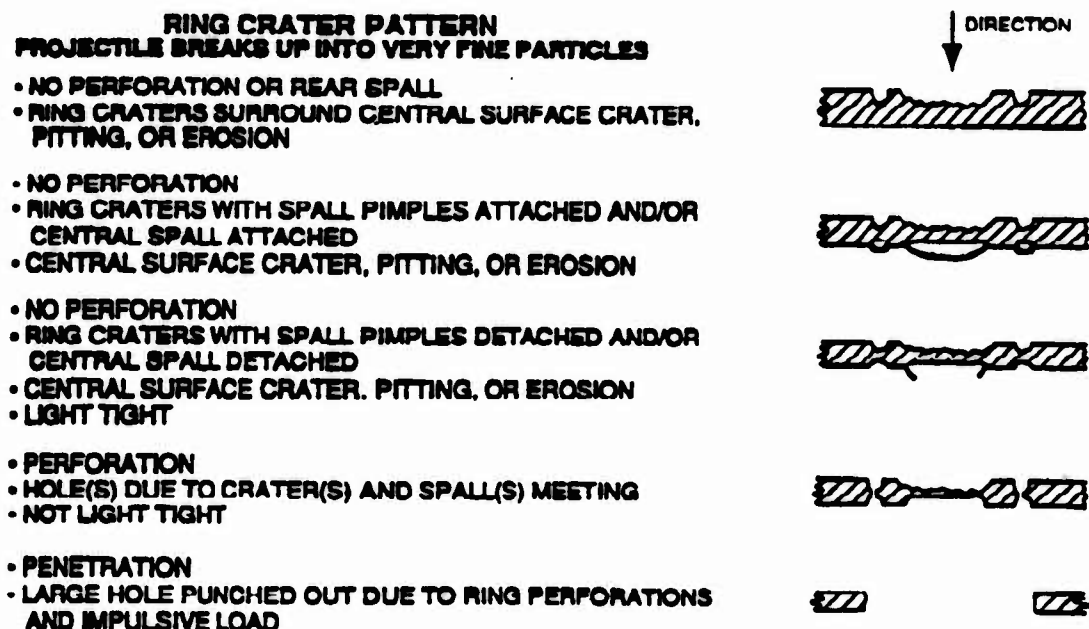 RING CRATER PATTERN
PROJECTILE BREAKS UP INTO VERY FINE PARTICLES
DIRECTION
• NO PERFORATION OR REAR SPALL
• RING CRATERS SURROUND CENTRAL SURFACE CRATER,
PITTING, OR EROSION
• NO PERFORATION
• RING CRATERS WITH SPALL PIMPLES ATTACHED AND/OR
CENTRAL SPALL ATTACHED
• CENTRAL SURFACE CRATER, PITTING, OR EROSION
• NO PERFORATION
• RING CRATERS WITH SPALL PIMPLES DETACHED AND/OR
CENTRAL SPALL DETACHED
• CENTRAL SURFACE CRATER. PITTING, OR EROSION
• LIGHT TIGHT
• PERFORATION
• HOLE(S) DUE TO CRATER(S) AND SPALL(S) MEETING
• NOT LIGHT TIGHT
• PENETRATION
• LARGE HOLE PUNCHED OUT DUE TO RING PERFORATIONS
AND IMPULSIVE LOAD